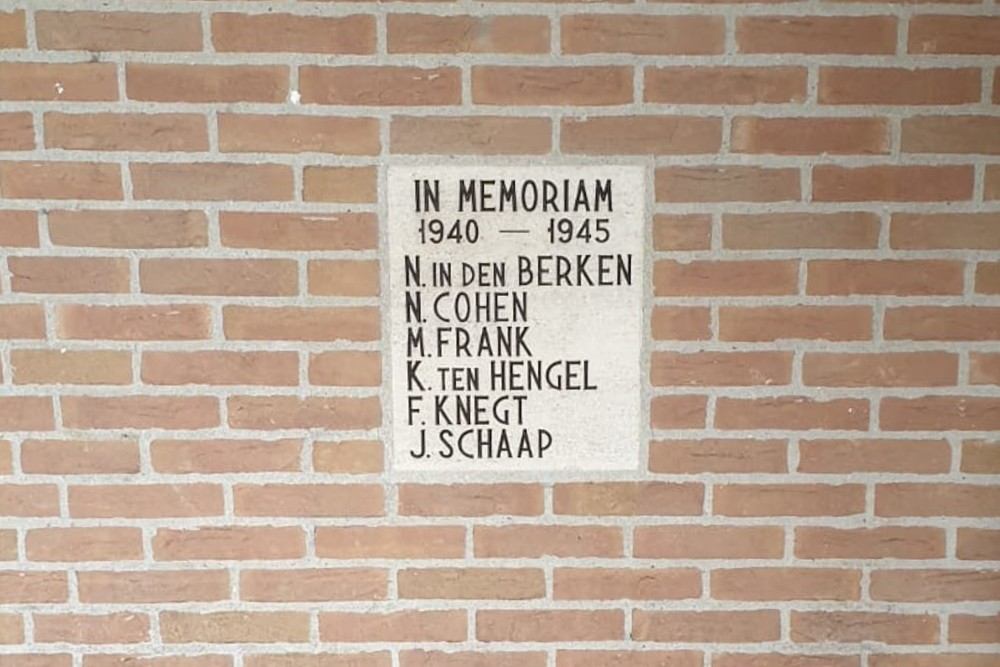 IN MEMORIAM
1940 — 1945
N. IN DEN BERKEN
N. COHEN
M. FRANK
K. TEN HENGEL
F. KNEGT
J. SCHAAP